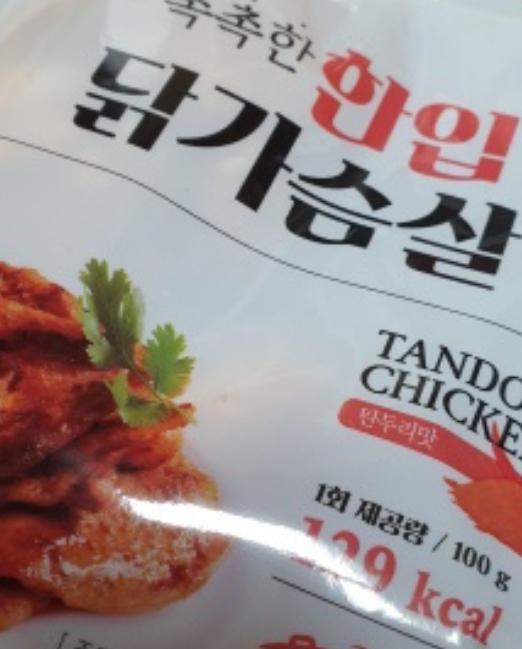 촉촉한 한입
닭가슴살
TANDO
CHICKE
탄두리맛
1회 제공량 / 100 g
129 kcal